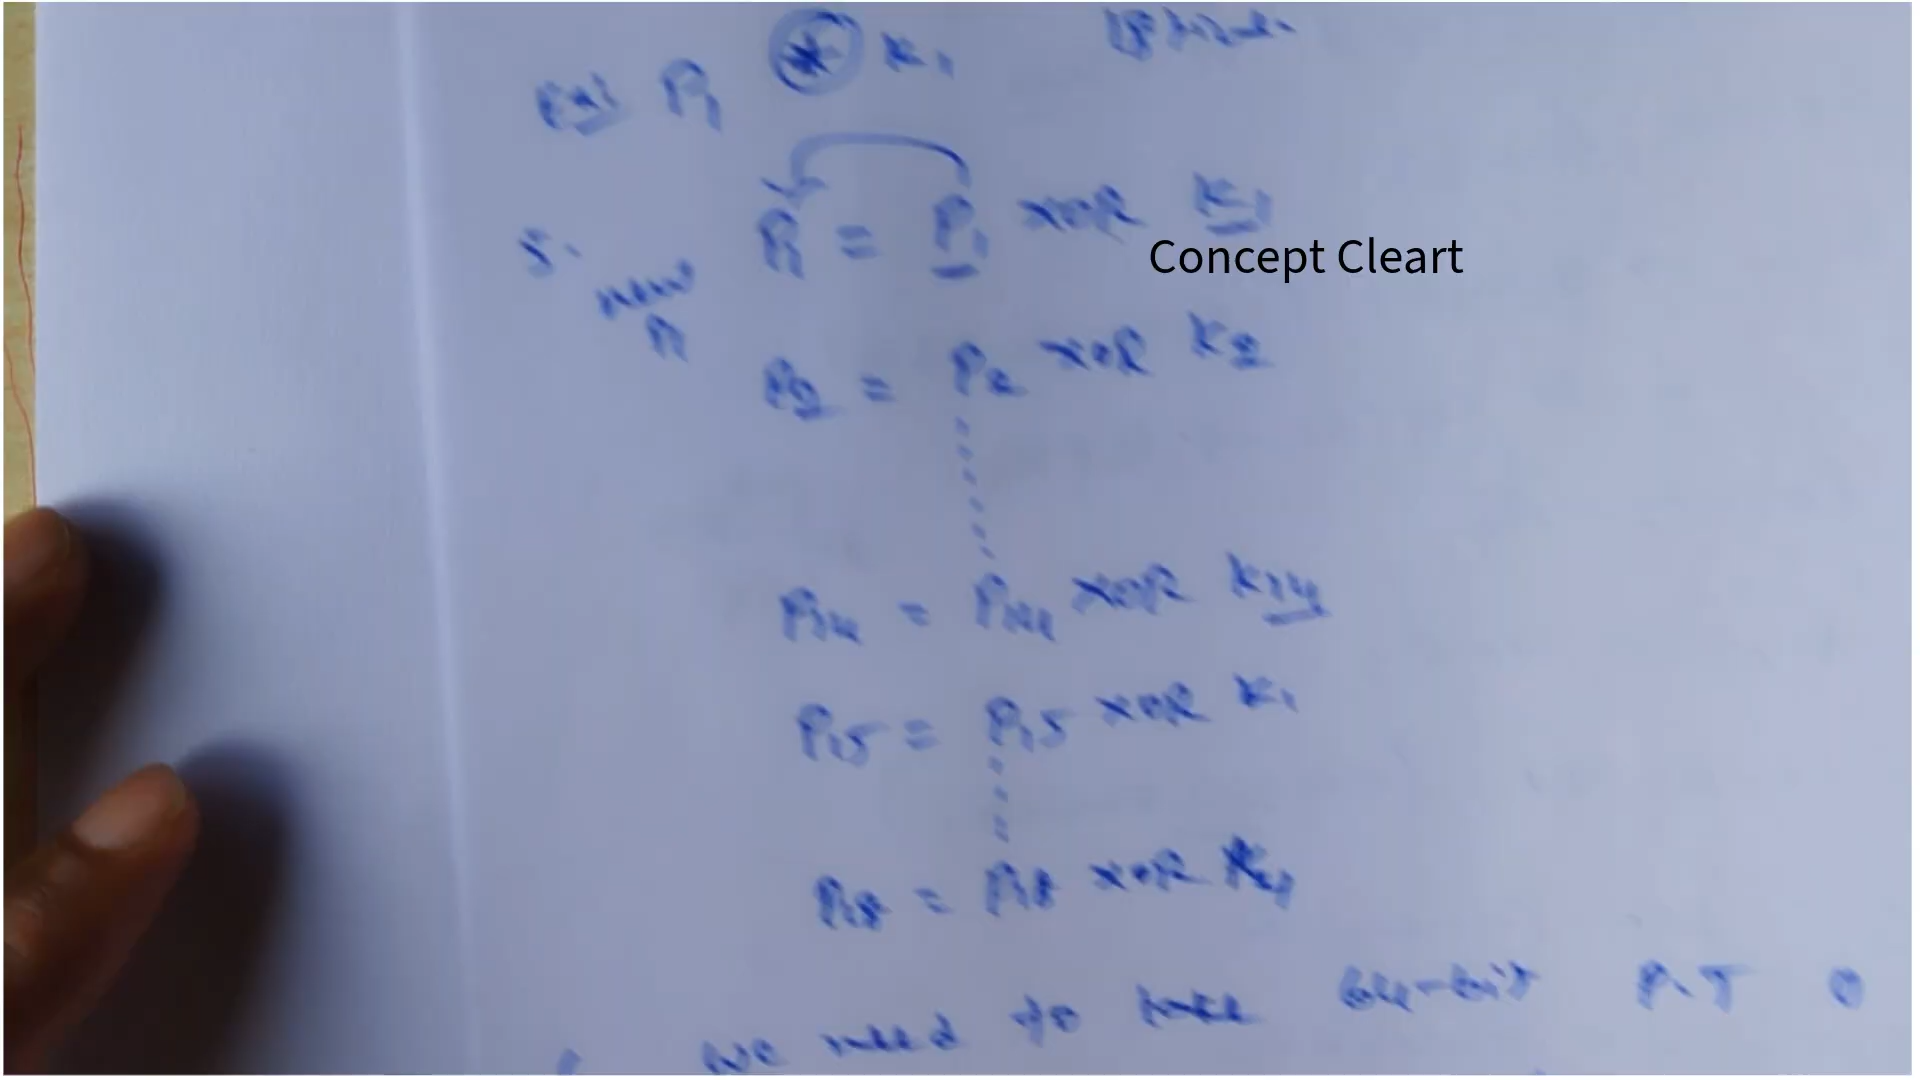 P1 * K1
5. P1 = P1 XOR K1
Concept Cleart
new
P1
P2 = P2 XOR K2
P14 = P14 XOR K14
P15 = P15 XOR K1
P18 = P18 XOR K4
we need to take 64-bit P.T 0